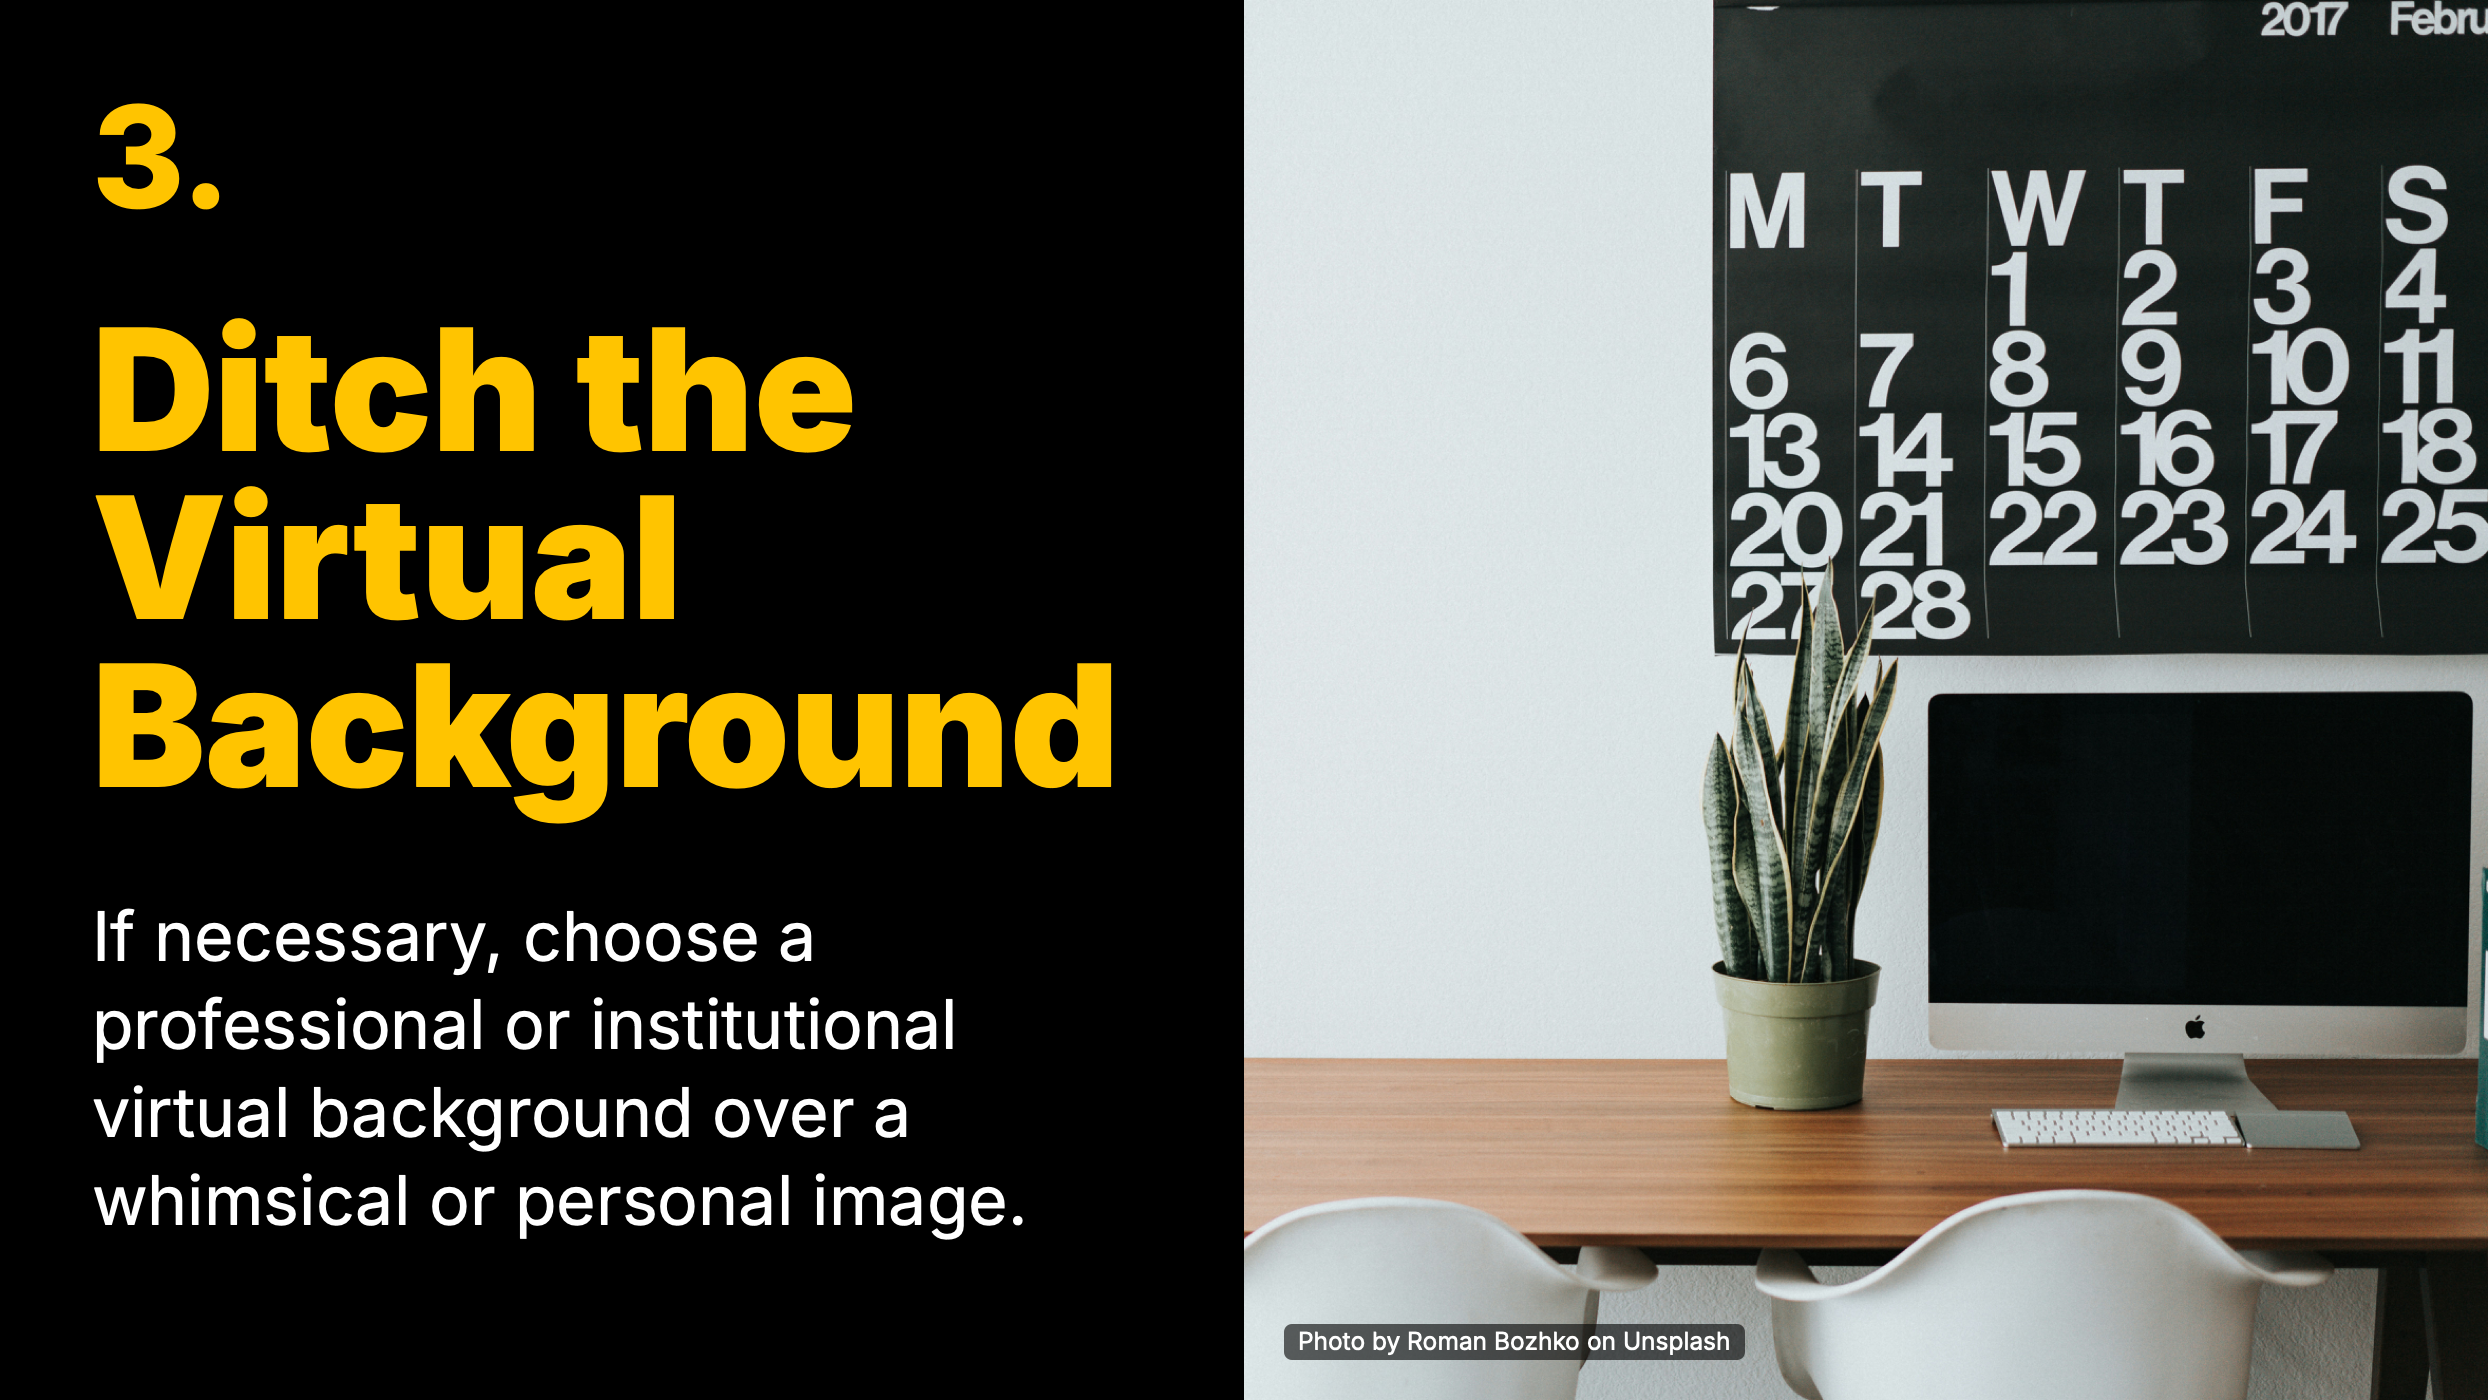 3.
Ditch the
Virtual
Background
If necessary, choose a
professional or institutional
virtual background over a
whimsical or personal image.
2017
M T W T F S
1 2 3 4
6 7 8 9 10 11
13 14 15 16 17 18
20 21 22 23 24 25
27 28
Photo by Roman Bozhko on Unsplash